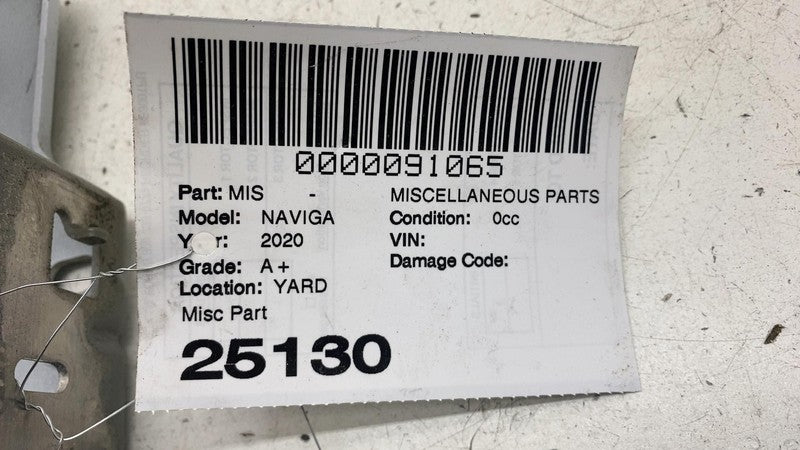 0000091065
Part: MIS - MISCELLANEOUS PARTS
Model: NAVIGA Condition: 0cc
Year: 2020 VIN:
Grade: A+ Damage Code:
Location: YARD
Misc Part
25130